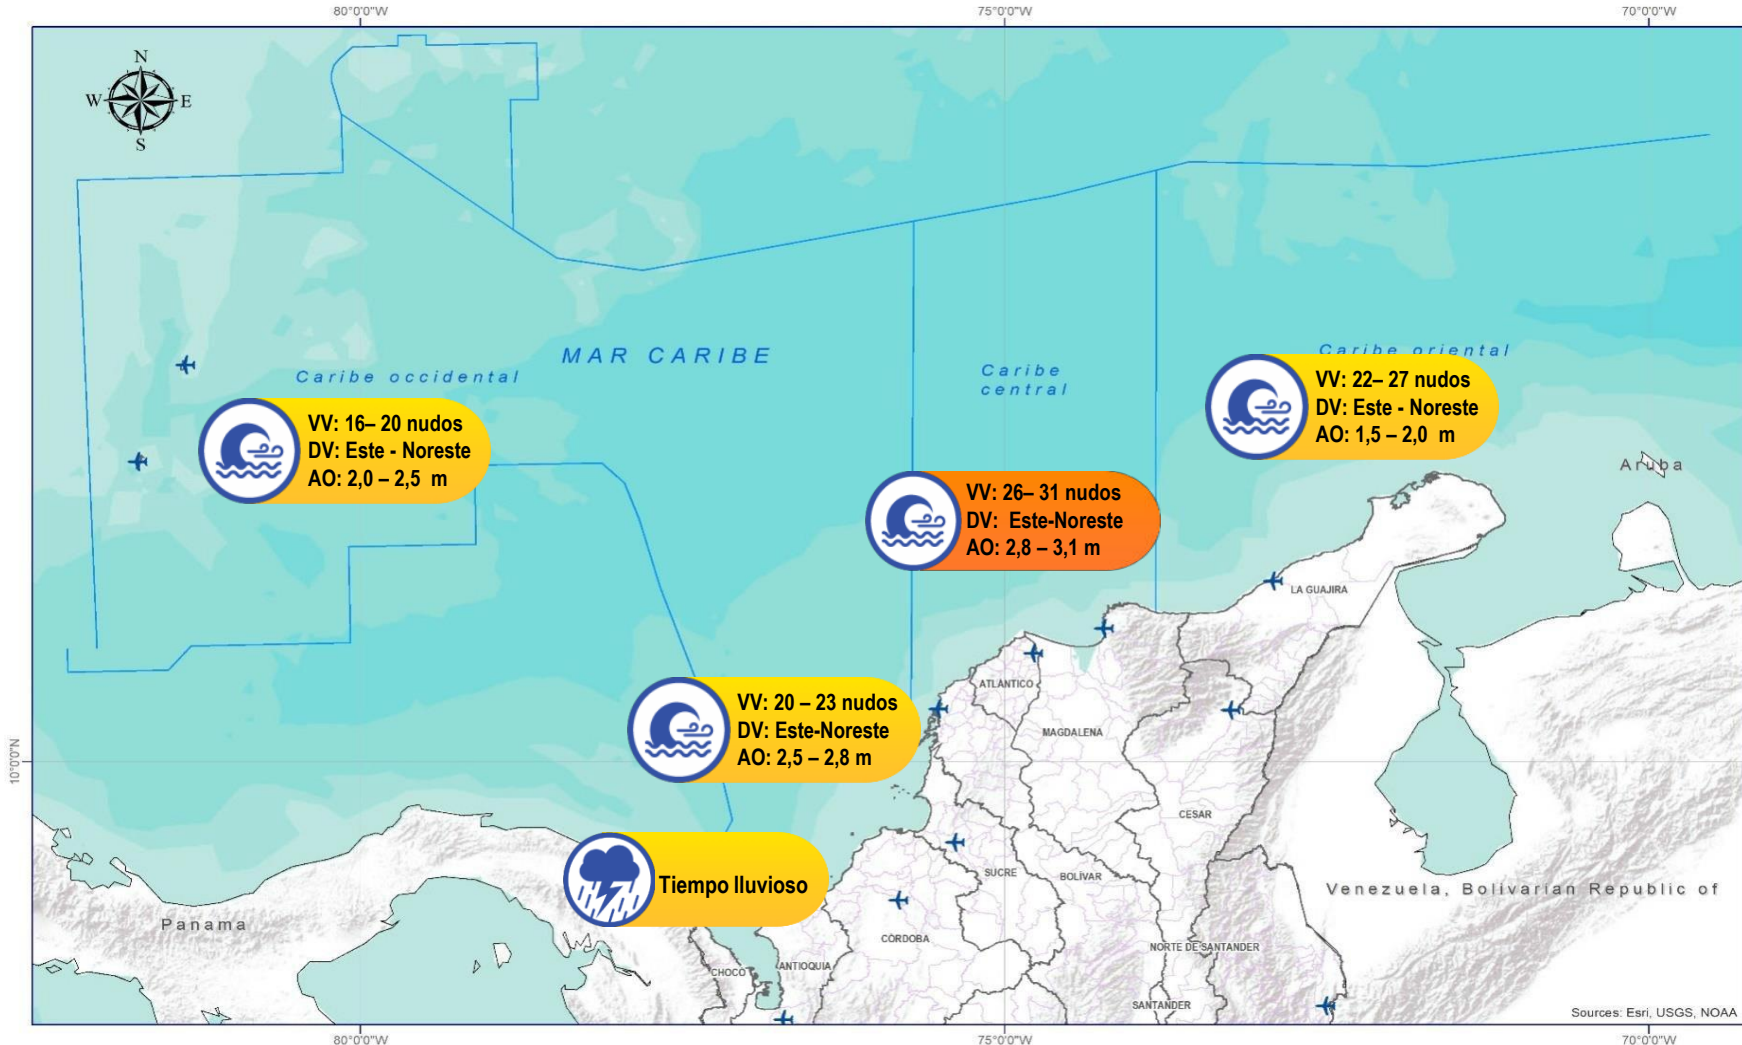 80°0'0"W
75°0'0"W
70°0'0"W
N
W
E
S
MAR CARIBE
Caribe occidental
Caribe
central
Caribe oriental
VV: 22– 27 nudos
DV: Este - Noreste
AO: 1,5 – 2,0 m
VV: 16– 20 nudos
DV: Este - Noreste
AO: 2,0 – 2,5 m
Aruba
VV: 26– 31 nudos
DV: Este-Noreste
AO: 2,8 – 3,1 m
LA GUAJIRA
ATLÁNTICO
VV: 20 – 23 nudos
DV: Este-Noreste
AO: 2,5 – 2,8 m
MAGDALENA
10°0'0"N
CESAR
Tiempo lluvioso
SUCRE
BOLÍVAR
Venezuela, Bolivarian Republic of
Panama
CÓRDOBA
NORTE DE SANTANDER
CHOCÓ
ANTIOQUIA
SANTANDER
Sources: Esri, USGS, NOAA
80°0'0"W
75°0'0"W
70°0'0"W